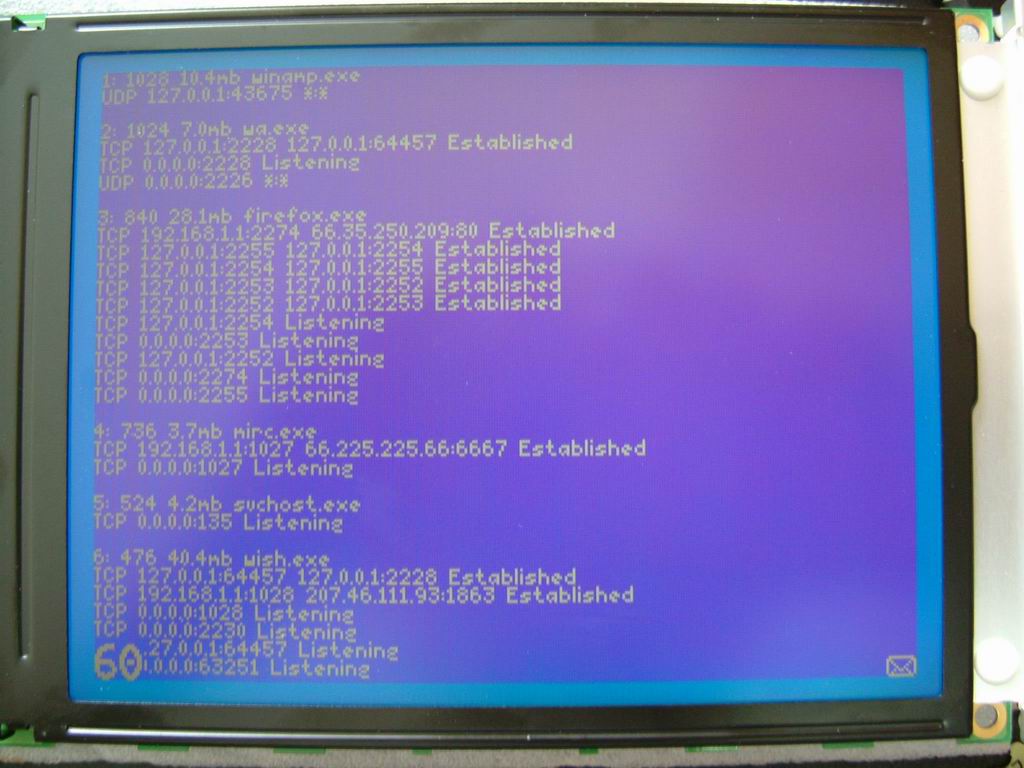 1: 1028 10.4mb winamp.exe
UDP 127.0.0.1:43675 *:*
2: 1024 7.0mb wa.exe
TCP 127.0.0.1:2228 127.0.0.1:64457 Established
TCP 0.0.0.0:2228 Listening
UDP 0.0.0.0:2226 *:*
3: 840 28.1mb firefox.exe
TCP 192.168.1.1:2274 66.35.250.209:80 Established
TCP 127.0.0.1:2255 127.0.0.1:2254 Established
TCP 127.0.0.1:2254 127.0.0.1:2255 Established
TCP 127.0.0.1:2253 127.0.0.1:2252 Established
TCP 127.0.0.1:2252 127.0.0.1:2253 Established
TCP 127.0.0.1:2254 Listening
TCP 0.0.0.0:2253 Listening
TCP 127.0.0.1:2252 Listening
TCP 0.0.0.0:2274 Listening
TCP 0.0.0.0:2255 Listening
4: 736 3.7mb mirc.exe
TCP 192.168.1.1:1027 66.225.225.66:6667 Established
TCP 0.0.0.0:1027 Listening
5: 524 4.2mb svchost.exe
TCP 0.0.0.0:135 Listening
6: 476 40.4mb wish.exe
TCP 127.0.0.1:64457 127.0.0.1:2228 Established
TCP 192.168.1.1:1028 207.46.111.93:1863 Established
TCP 0.0.0.0:1028 Listening
TCP 0.0.0.0:2230 Listening
.27.0.0.1:64457 Listening
60 .0.0.0:63251 Listening